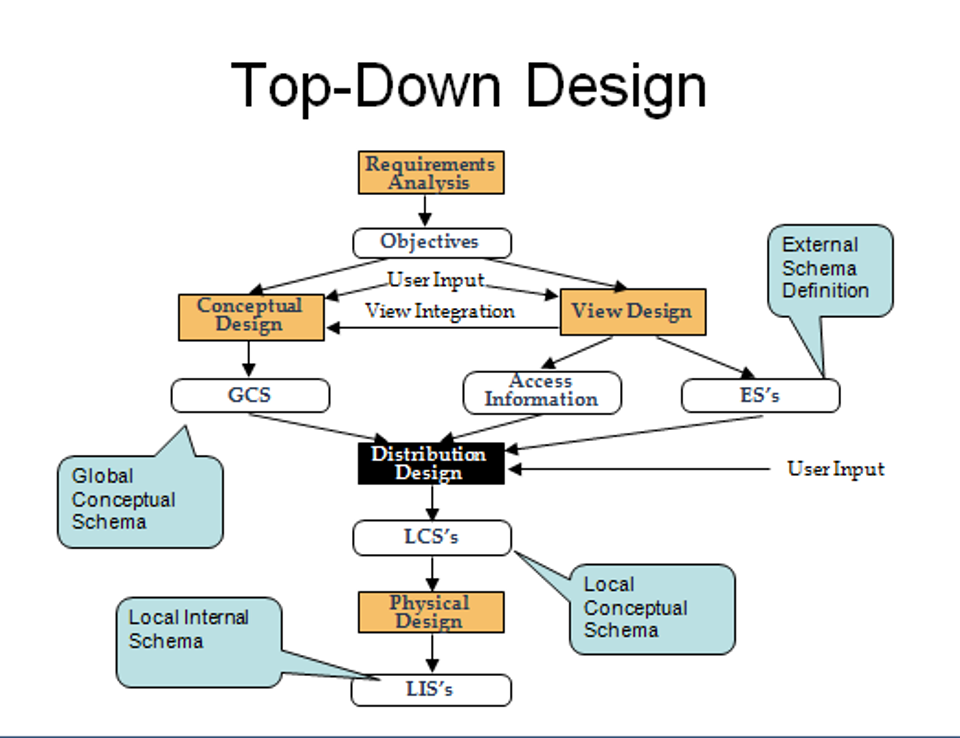 Top-Down Design
Requirements
Analysis
Objectives
User Input
Conceptual
Design
View Integration
View Design
External
Schema
Definition
GCS
Access
Information
ES's
Distribution
Design
User Input
Global
Conceptual
Schema
LCS's
Local
Conceptual
Schema
Physical
Design
Local Internal
Schema
LIS's